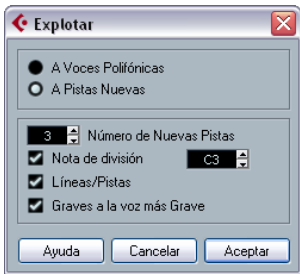 Explotar
A Voces Polifónicas
A Pistas Nuevas
3 Número de Nuevas Pistas
Nota de división C3
Líneas/Pistas
Graves a la voz más Grave
Ayuda Cancelar Aceptar